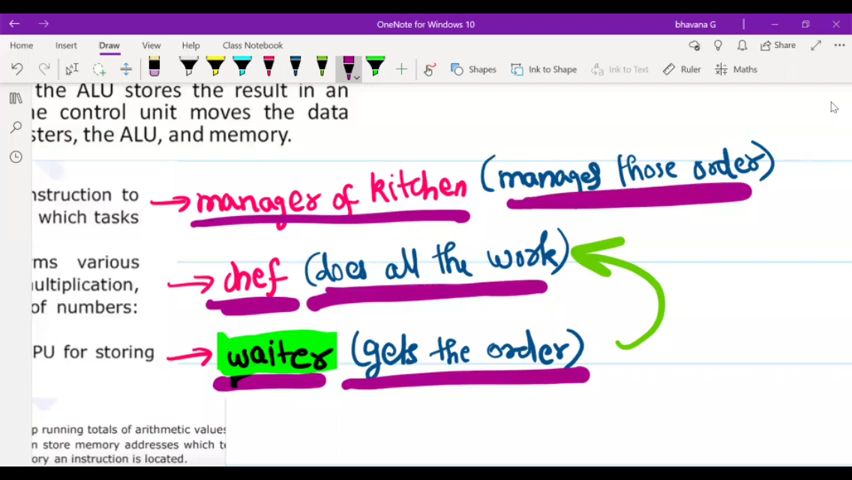 OneNote for Windows 10
bhavana G
Home Insert Draw View Help Class Notebook
Share
Shapes Ink to Shape Ink to Text Ruler Maths
the ALU stores the result in an
ne control unit moves the data
sters, the ALU, and memory.
nstruction to
which tasks
manager of kitchen (manages those order)
rms various
nultiplication,
of numbers:
chef (does all the work)
PU for storing
waiter (gets the order)
p running totals of arithmetic values
n store memory addresses which t
ory an instruction is located.